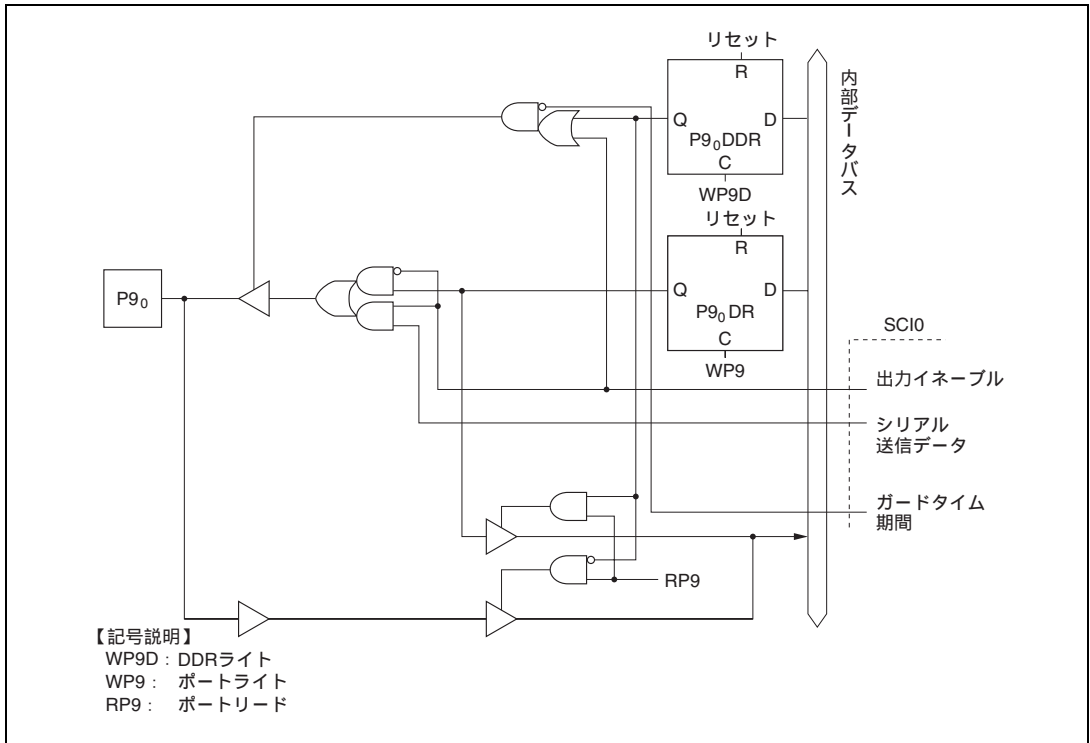 リセット
R
Q
D
P9₀DDR
C
WP9D
内部データバス
リセット
R
Q
D
P9₀DR
C
WP9
P9₀
SCI0
出力イネーブル
シリアル
送信データ
ガードタイム
期間
RP9
【記号説明】
WP9D : DDRライト
WP9 : ポートライト
RP9 : ポートリード